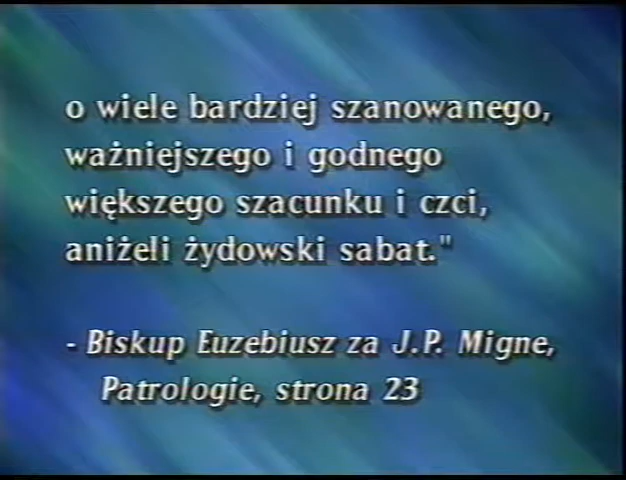 o wiele bardziej szanowanego,
ważniejszego i godnego
większego szacunku i czci,
aniżeli żydowski sabat."
- Biskup Euzebiusz za J.P. Migne,
Patrologie, strona 23